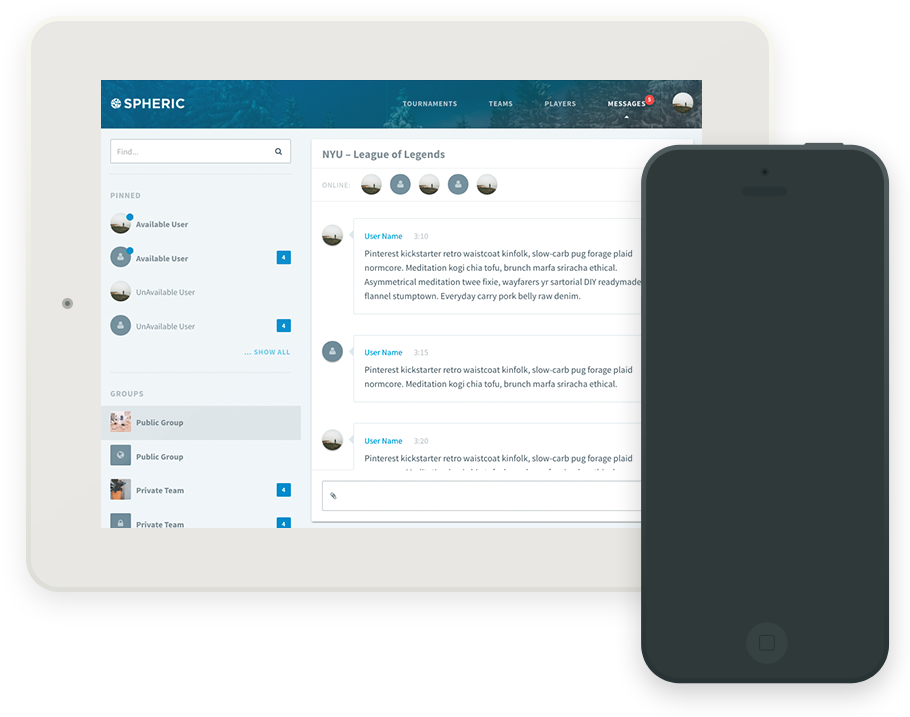 SPHERIC
TOURNAMENTS
TEAMS
PLAYERS
MESSAGES
5
Find...
PINNED
Available User
Available User
4
UnAvailable User
UnAvailable User
4
... SHOW ALL
GROUPS
Public Group
Public Group
Private Team
4
Private Team
4
NYU – League of Legends
ONLINE:
User Name 3:10
Pinterest kickstarter retro waistcoat kinfolk, slow-carb pug forage plaid
normcore. Meditation kogi chia tofu, brunch marfa sriracha ethical.
Asymmetrical meditation twee fixie, wayfarers yr sartorial DIY readymade
flannel stumptown. Everyday carry pork belly raw denim.
User Name 3:15
Pinterest kickstarter retro waistcoat kinfolk, slow-carb pug forage plaid
normcore. Meditation kogi chia tofu, brunch marfa sriracha ethical.
User Name 3:20
Pinterest kickstarter retro waistcoat kinfolk, slow-carb pug forage plaid